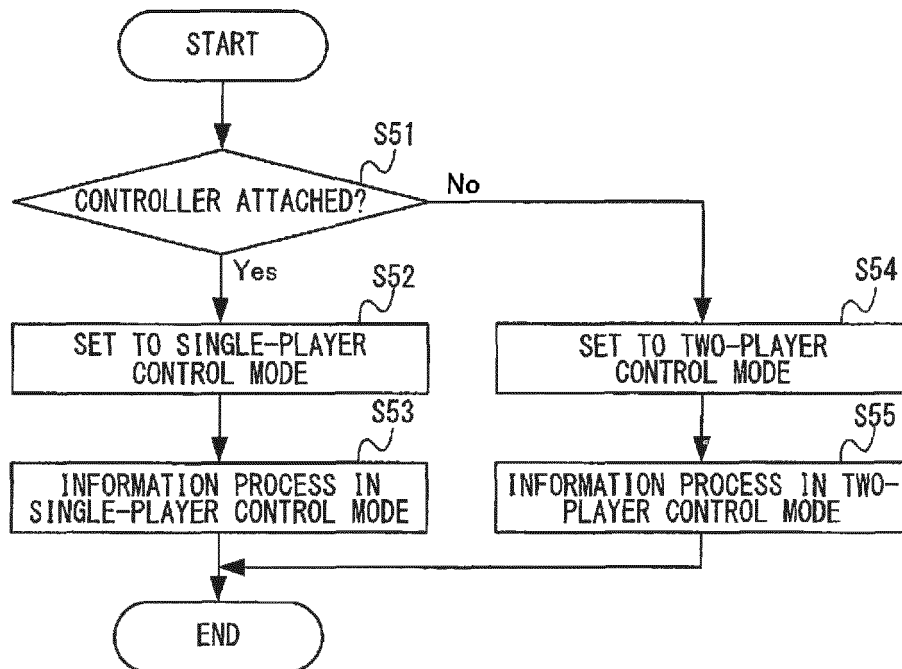 START
S51
CONTROLLER ATTACHED?
No
Yes
S52
SET TO SINGLE-PLAYER
CONTROL MODE
S54
SET TO TWO-PLAYER
CONTROL MODE
S53
INFORMATION PROCESS IN
SINGLE-PLAYER CONTROL MODE
S55
INFORMATION PROCESS IN TWO-
PLAYER CONTROL MODE
END